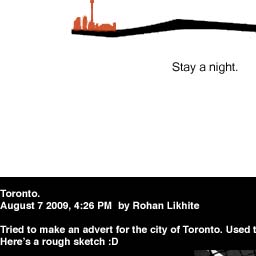 Stay a night.
Toronto.
August 7 2009, 4:26 PM by Rohan Likhite
Tried to make an advert for the city of Toronto. Used
Here's a rough sketch :D